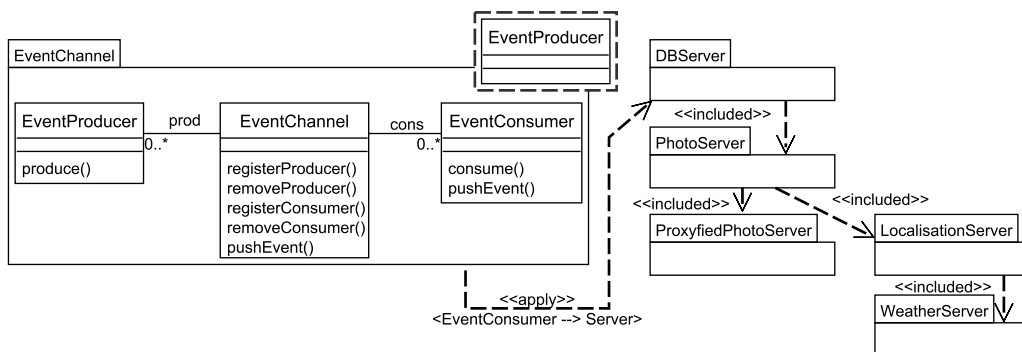 EventChannel
EventProducer
EventProducer
produce()
prod
0..*
EventChannel
registerProducer()
removeProducer()
registerConsumer()
removeConsumer()
pushEvent()
cons
0..*
EventConsumer
consume()
pushEvent()
<<apply>>
<EventConsumer --> Server>
DBServer
<<included>>
PhotoServer
<<included>>
<<included>>
ProxyfiedPhotoServer
LocalisationServer
<<included>>
WeatherServer